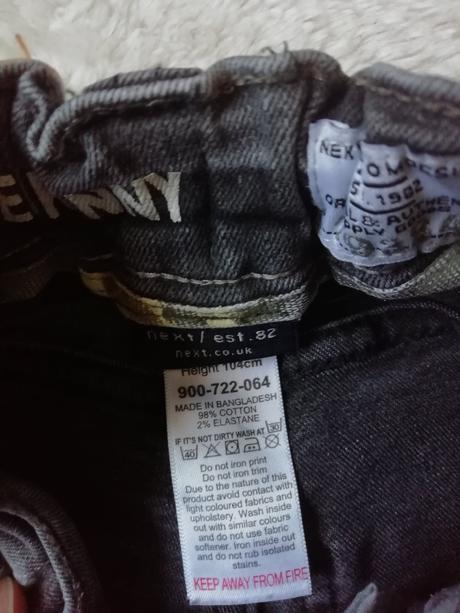 next/est.82
next.co.uk
Height 104cm
900-722-064
MADE IN BANGLADESH
98% COTTON
2% ELASTANE
IF IT'S NOT DIRTY WASH AT 30
40
Do not iron print
Do not iron trim
Due to the nature of this
product avoid contact with
light coloured fabrics and
upholstery. Wash inside
out with similar colours
and do not use fabric
softener. Iron inside out
and do not rub isolated
stains.
KEEP AWAY FROM FIRE
NEXT
1982